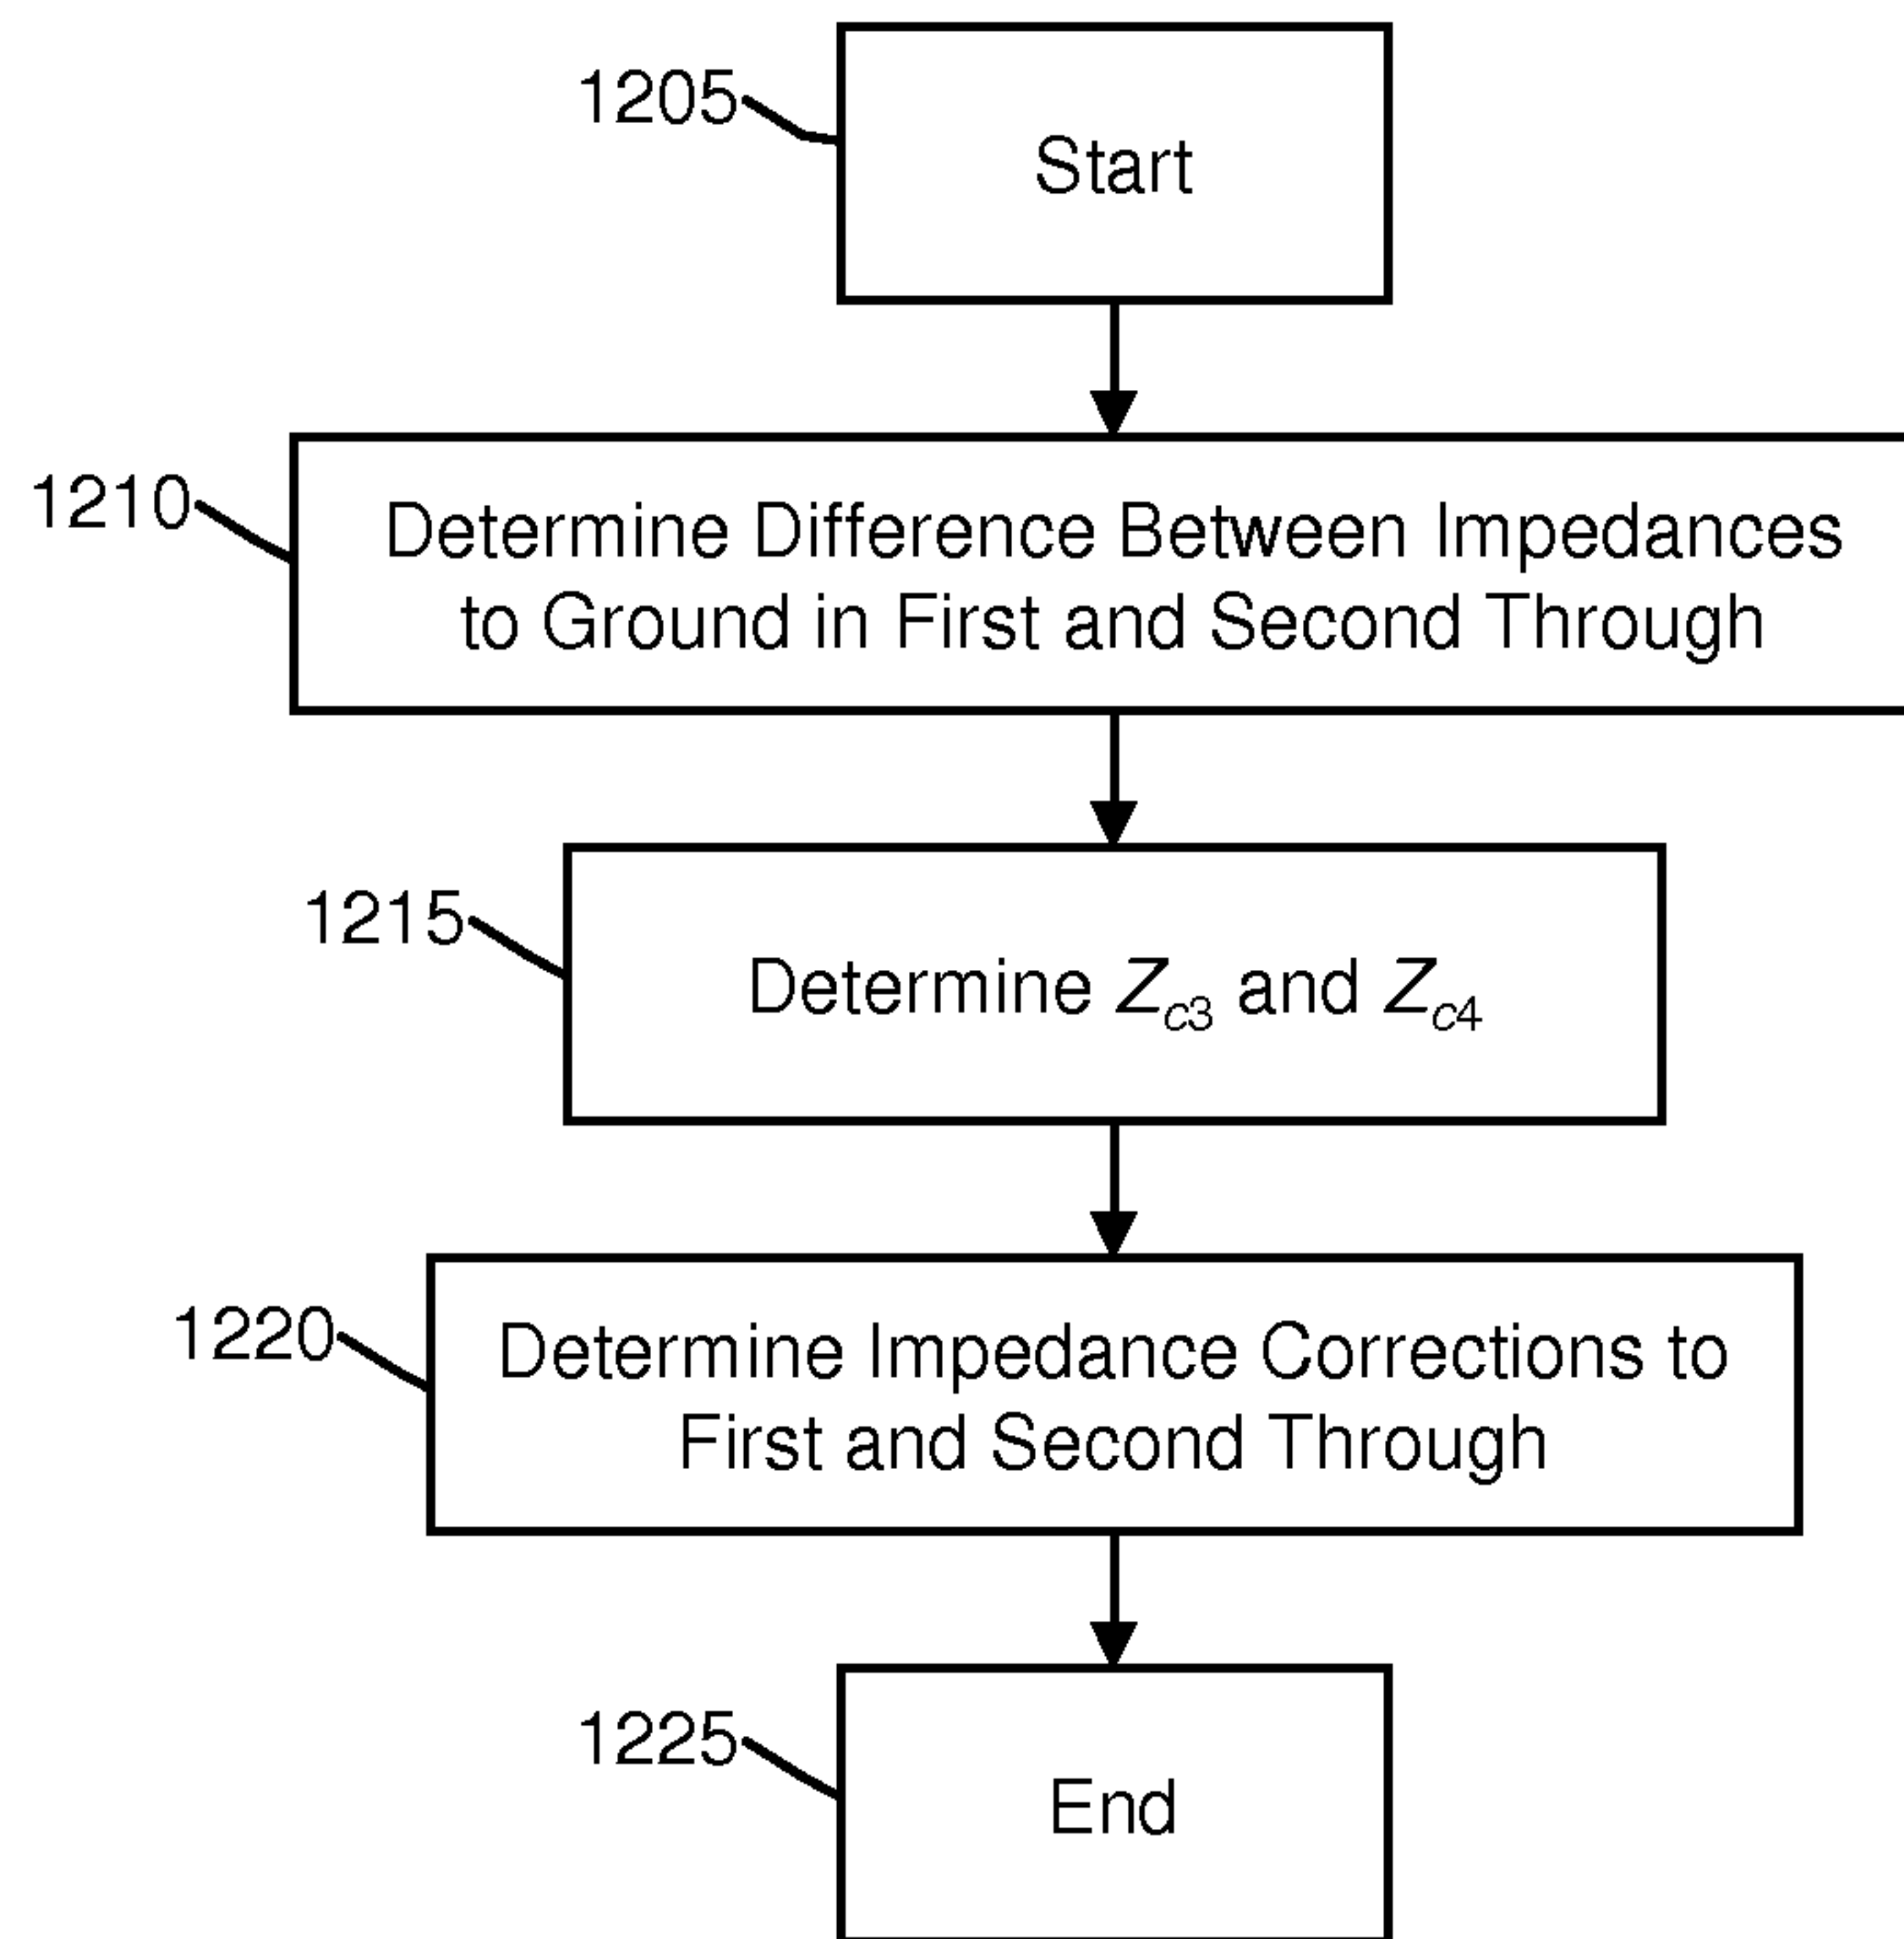 1205
Start
1210
Determine Difference Between Impedances
to Ground in First and Second Through
1215
Determine Zc3 and Zc4
1220
Determine Impedance Corrections to
First and Second Through
1225
End